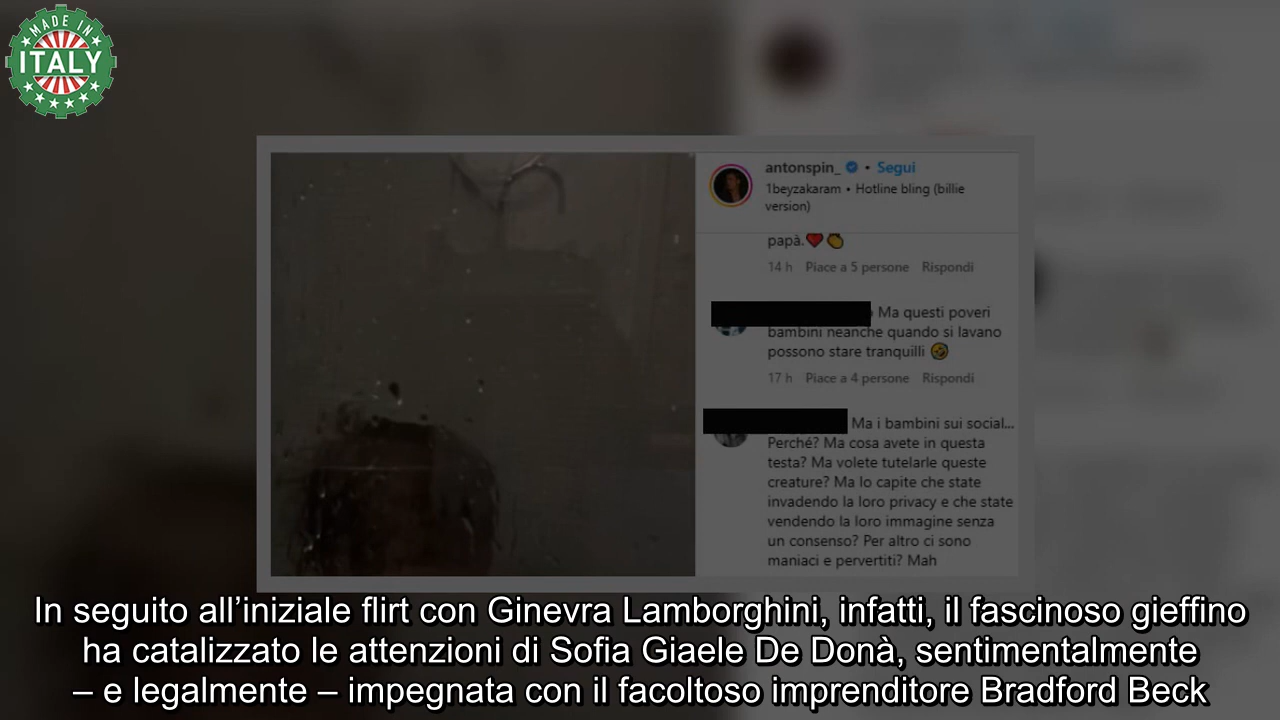 MADE IN
ITALY
antonspin_ • Segui
1beyzakaram • Hotline bling (billie
version)
papà.❤️👏
14 h Piace a 5 persone Rispondi
Ma questi poveri
bambini neanche quando si lavano
possono stare tranquilli 🤣
17 h Piace a 4 persone Rispondi
Ma i bambini sui social...
Perché? Ma cosa avete in questa
testa? Ma volete tutelarle queste
creature? Ma lo capite che state
invadendo la loro privacy e che state
vendendo la loro immagine senza
un consenso? Per altro ci sono
maniaci e pervertiti? Mah
In seguito all’iniziale flirt con Ginevra Lamborghini, infatti, il fascinoso gieffino
ha catalizzato le attenzioni di Sofia Giaele De Donà, sentimentalmente
– e legalmente – impegnata con il facoltoso imprenditore Bradford Beck